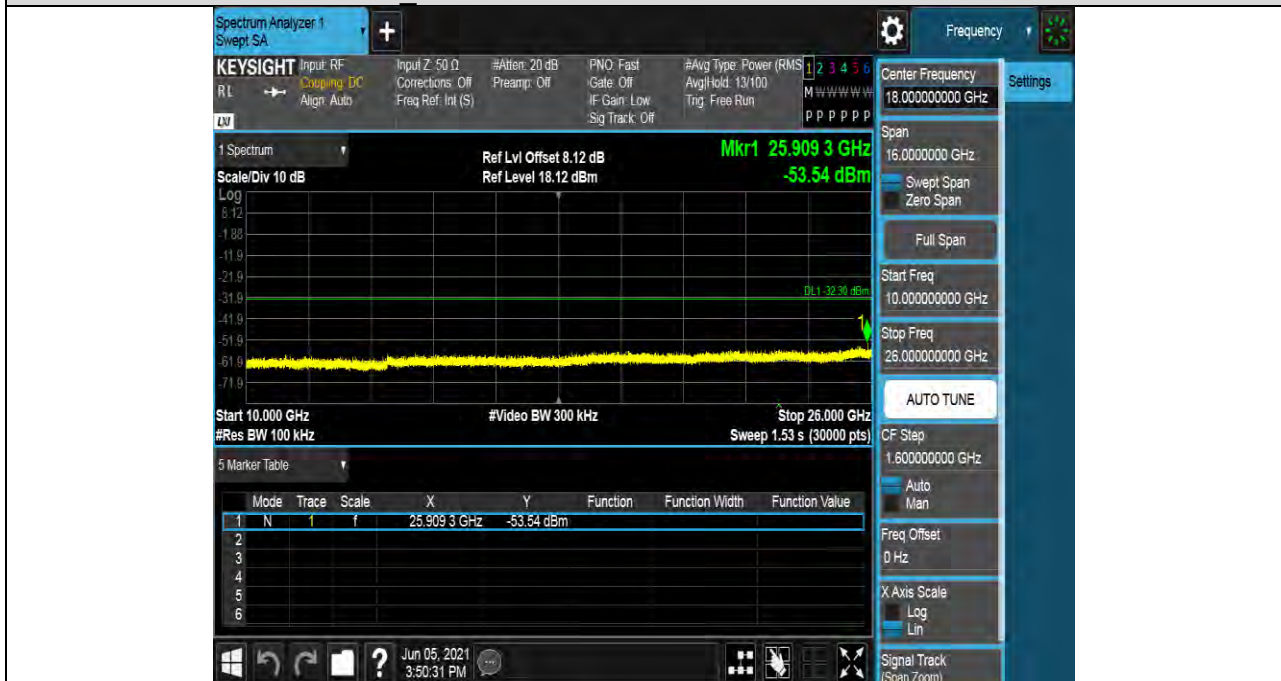 Spectrum Analyzer 1
Swept SA
+
Frequency
KEYSIGHT Input: RF
RL
Coupling: DC
Align: Auto
LXI
Input Z: 50 Ω
Corrections: Off
Freq Ref: Int (S)
#Atten: 20 dB
Preamp: Off
PNO: Fast
Gate: Off
IF Gain: Low
Sig Track: Off
#Avg Type: Power (RMS
Avg|Hold: 13/100
Trig: Free Run
1 2 3 4 5 6
M W W W W W
P P P P P P
1 Spectrum
Scale/Div 10 dB
Ref Lvl Offset 8.12 dB
Ref Level 18.12 dBm
Mkr1 25.909 3 GHz
-53.54 dBm
Log
8.12
-1.88
-11.9
-21.9
-31.9
-41.9
-51.9
-61.9
-71.9
DL1 -32.30 dBm
1
Start 10.000 GHz
#Video BW 300 kHz
Stop 26.000 GHz
#Res BW 100 kHz
Sweep 1.53 s (30000 pts)
5 Marker Table
Mode Trace Scale X Y Function Function Width Function Value
1 N 1 f 25.909 3 GHz -53.54 dBm
2
3
4
5
6
?
Jun 05, 2021
3:50:31 PM
Center Frequency
18.000000000 GHz
Settings
Span
16.0000000 GHz
Swept Span
Zero Span
Full Span
Start Freq
10.000000000 GHz
Stop Freq
26.000000000 GHz
AUTO TUNE
CF Step
1.600000000 GHz
Auto
Man
Freq Offset
0 Hz
X Axis Scale
Log
Lin
Signal Track
(Span Zoom)